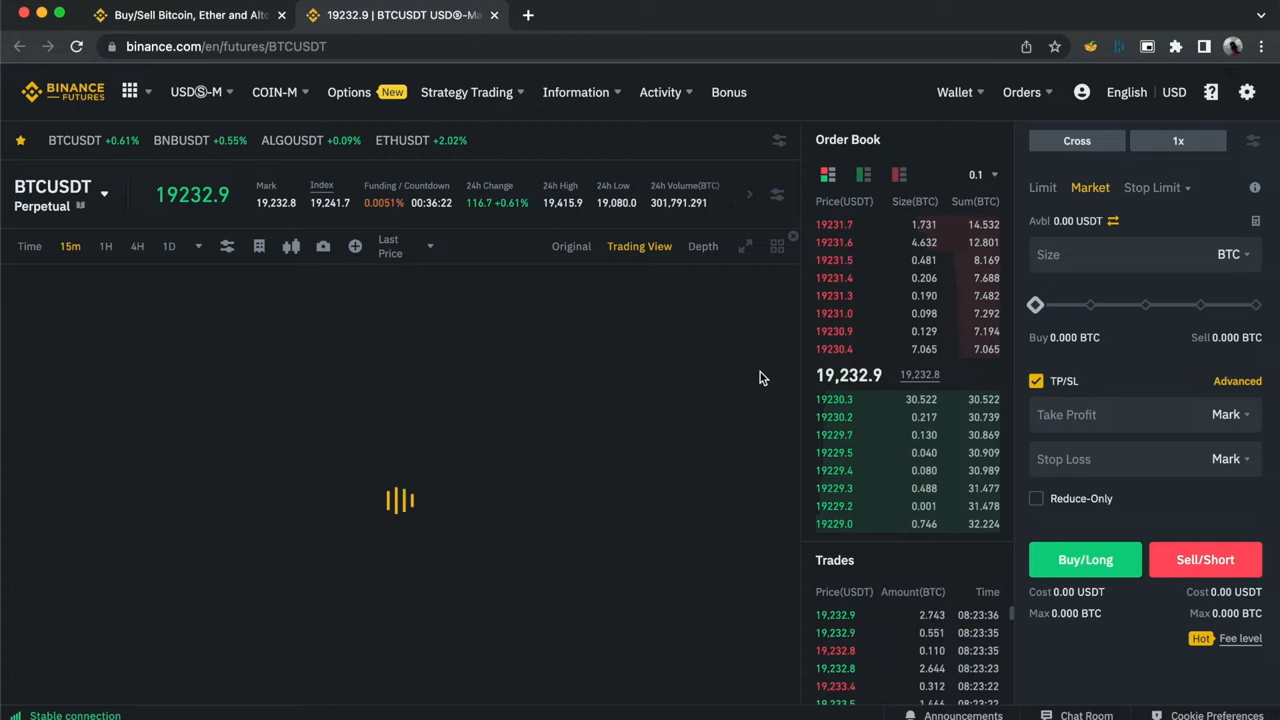 Buy/Sell Bitcoin, Ether and Altc
19232.9 | BTCUSDT USDⓈ-Ma
binance.com/en/futures/BTCUSDT
BINANCE FUTURES
USDⓈ-M
COIN-M
Options New
Strategy Trading
Information
Activity
Bonus
Wallet
Orders
English
USD
BTCUSDT +0.61%
BNBUSDT +0.55%
ALGOUSDT +0.09%
ETHUSDT +2.02%
BTCUSDT
Perpetual
19232.9
Mark
19,232.8
Index
19,241.7
Funding / Countdown
0.0051% 00:36:22
24h Change
116.7 +0.61%
24h High
19,415.9
24h Low
19,080.0
24h Volume(BTC)
301,791.291
Time 15m 1H 4H 1D
Last Price
Original Trading View Depth
Order Book
0.1
Price(USDT) Size(BTC) Sum(BTC)
19231.7 1.731 14.532
19231.6 4.632 12.801
19231.5 0.481 8.169
19231.4 0.206 7.688
19231.3 0.190 7.482
19231.0 0.098 7.292
19230.9 0.129 7.194
19230.4 7.065 7.065
19,232.9 19,232.8
19230.3 30.522 30.522
19230.2 0.217 30.739
19229.7 0.130 30.869
19229.5 0.040 30.909
19229.4 0.080 30.989
19229.3 0.488 31.477
19229.2 0.001 31.478
19229.0 0.746 32.224
Trades
Price(USDT) Amount(BTC) Time
19,232.9 2.743 08:23:36
19,232.9 0.551 08:23:35
19,232.8 0.110 08:23:35
19,232.8 2.644 08:23:23
19,233.4 0.312 08:23:22
Cross 1x
Limit Market Stop Limit
Avbl 0.00 USDT
Size BTC
Buy 0.000 BTC Sell 0.000 BTC
TP/SL Advanced
Take Profit Mark
Stop Loss Mark
Reduce-Only
Buy/Long Sell/Short
Cost 0.00 USDT Cost 0.00 USDT
Max 0.000 BTC Max 0.000 BTC
Hot Fee level
Stable connection
Announcements
Chat Room
Cookie Preferences